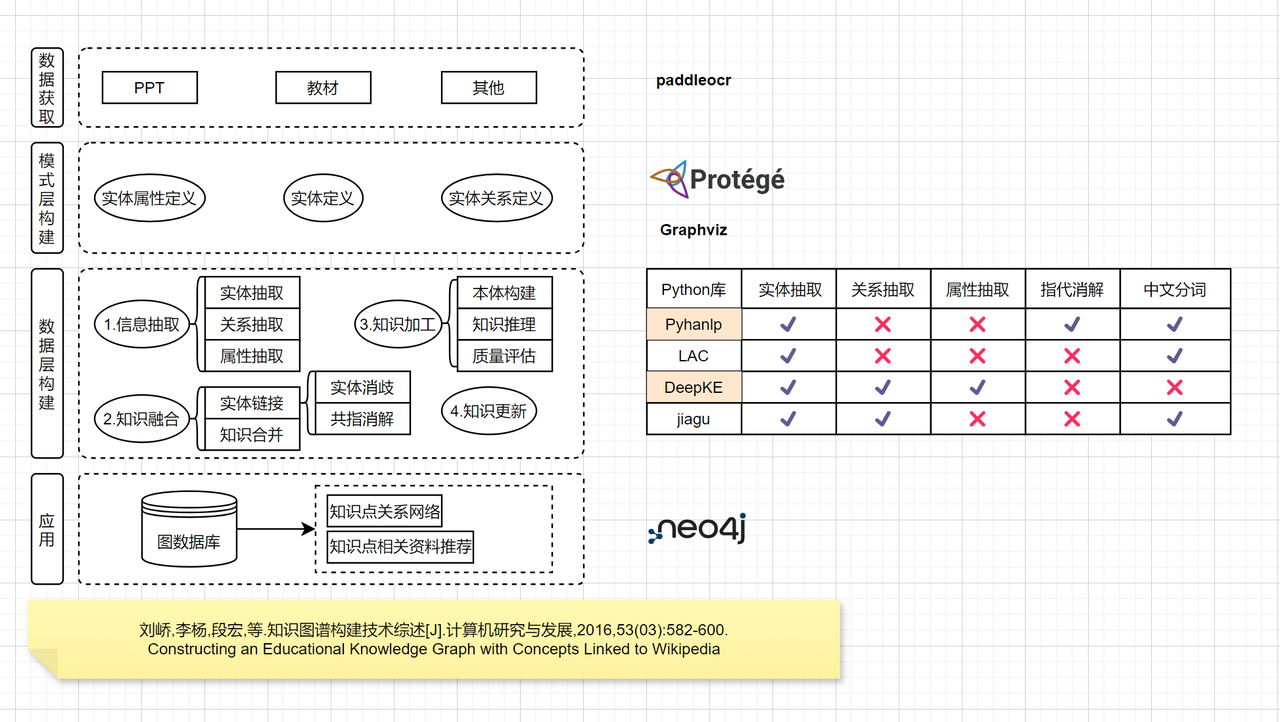 数据获取
PPT
教材
其他
paddleocr
模式层构建
实体属性定义
实体定义
实体关系定义
Protégé
Graphviz
数据层构建
1.信息抽取
实体抽取
关系抽取
属性抽取
3.知识加工
本体构建
知识推理
质量评估
2.知识融合
实体链接
知识合并
实体消歧
共指消解
4.知识更新
Python库 实体抽取 关系抽取 属性抽取 指代消解 中文分词
Pyhanlp ✔ ✖ ✖ ✔ ✔
LAC ✔ ✖ ✖ ✖ ✔
DeepKE ✔ ✔ ✔ ✖ ✖
jiagu ✔ ✔ ✖ ✖ ✔
应用
图数据库
知识点关系网络
知识点相关资料推荐
neo4j
刘峤,李杨,段宏,等.知识图谱构建技术综述[J].计算机研究与发展,2016,53(03):582-600.
Constructing an Educational Knowledge Graph with Concepts Linked to Wikipedia